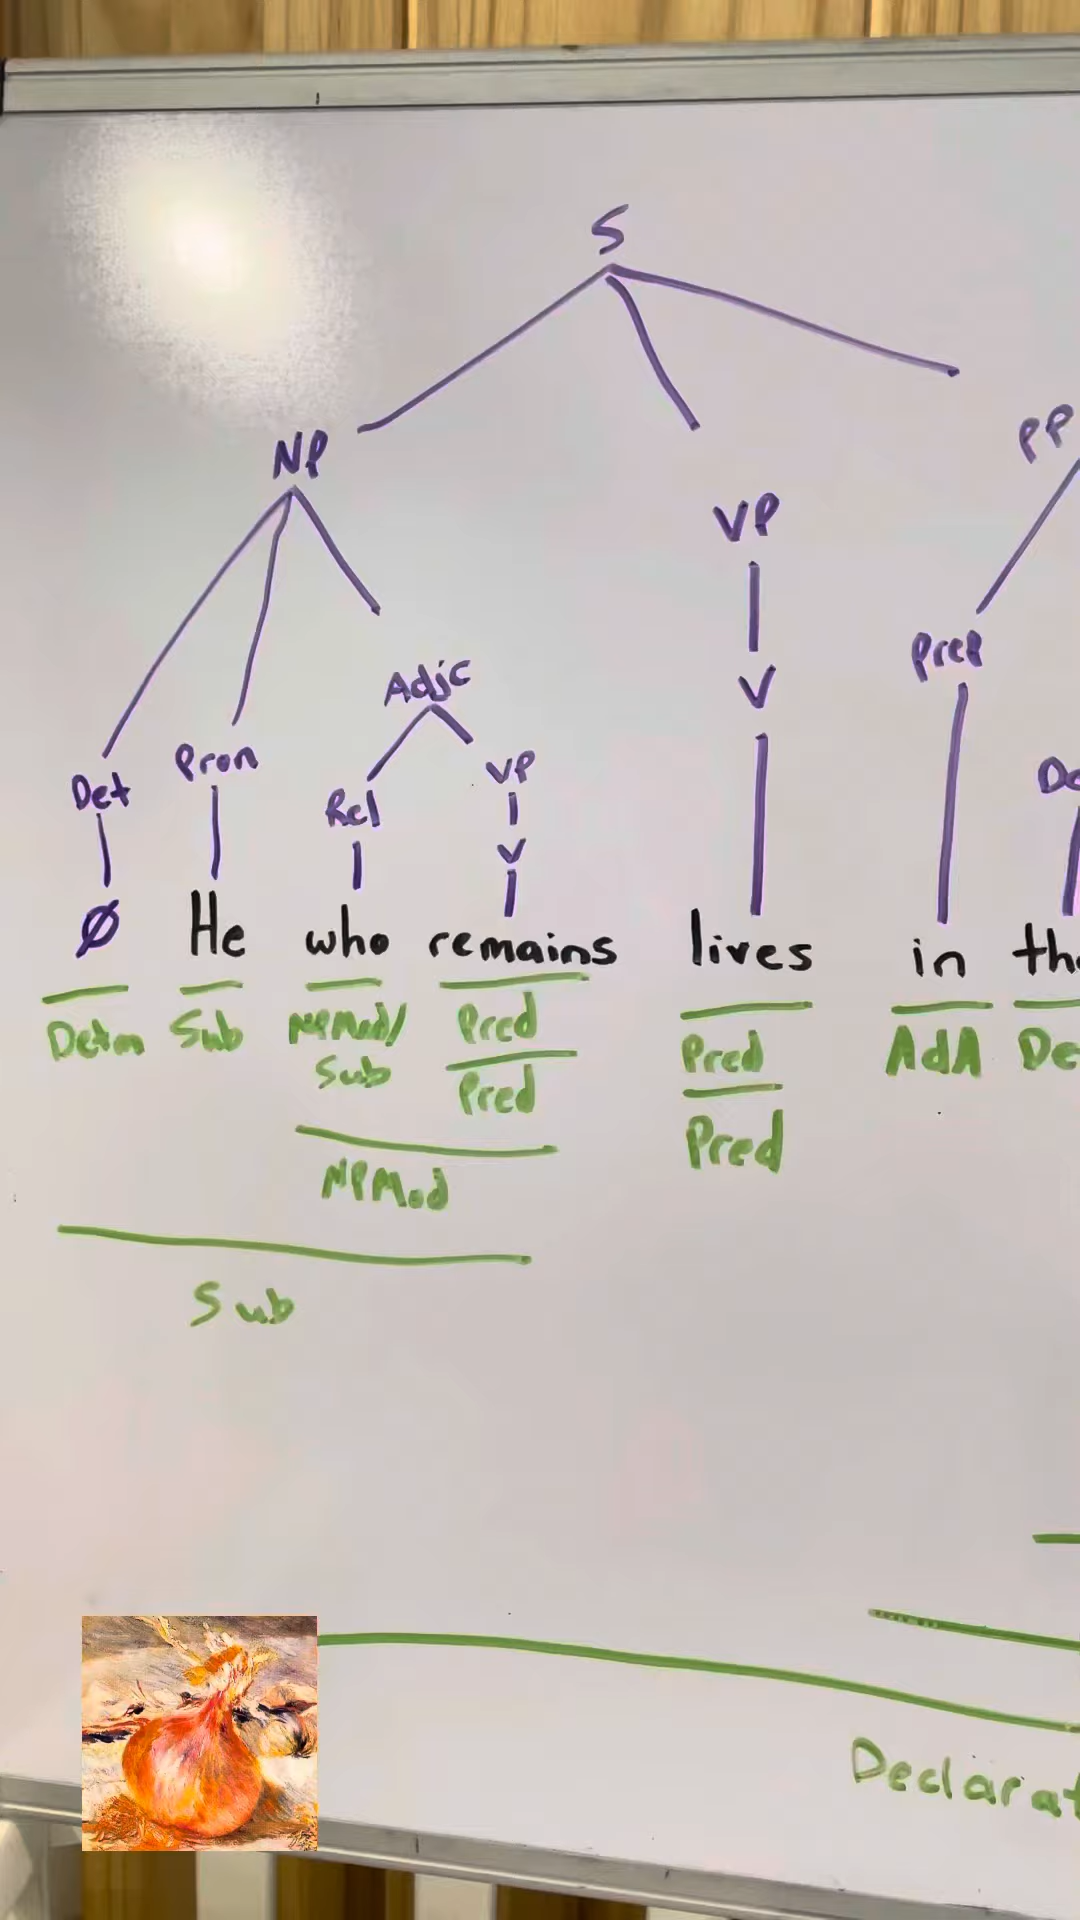 S
NP
PP
VP
Prep
Adjc
V
Pron
VP
Det
Rel
V
Ø He who remains lives in
Detm Sub NPMod/ Pred Pred AdA
Sub Pred Pred
NPMod
Sub